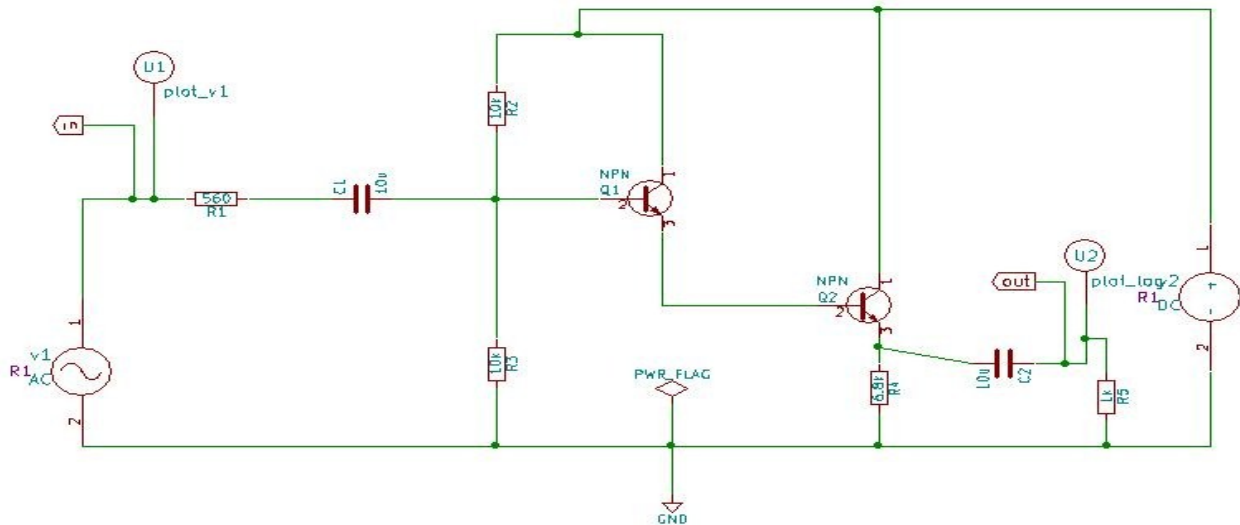 U1
plot_v1
in
10k
R2
NPN
Q1
1
2
3
560
R1
C1
10u
NPN
Q2
1
2
3
out
U2
plot_log
v2
R1
DC
1
+
-
2
1
v1
R1
AC
2
10k
R3
PWR_FLAG
6.8k
R4
10u
C2
1k
R5
GND